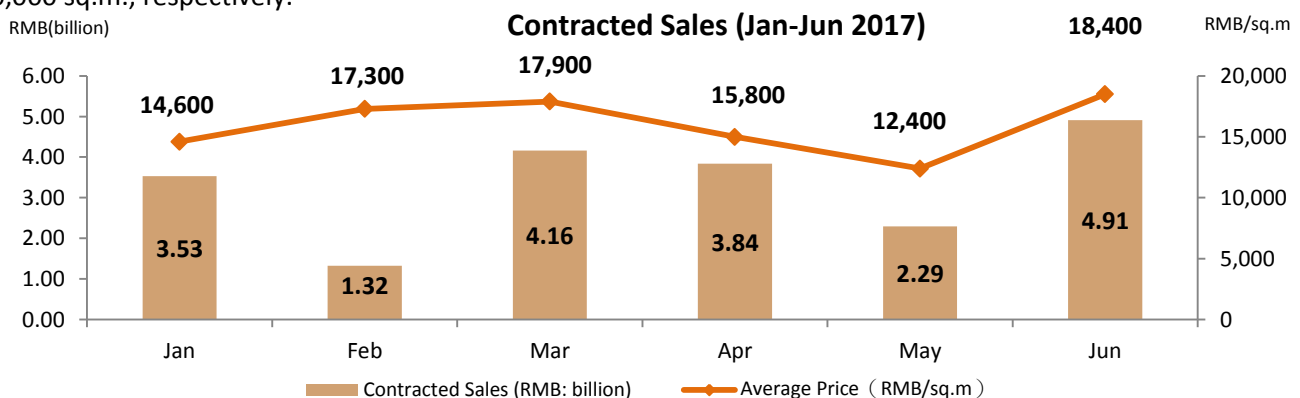 ,000 sq.m., respectively.
RMB(billion)
Contracted Sales (Jan-Jun 2017)
18,400
RMB/sq.m
6.00
17,300
17,900
20,000
5.00
14,600
15,800
12,400
15,000
4.00
3.00
10,000
2.00
3.53
4.16
3.84
4.91
5,000
1.00
1.32
2.29
0.00
0
Jan
Feb
Mar
Apr
May
Jun
Contracted Sales (RMB: billion)
Average Price（RMB/sq.m）